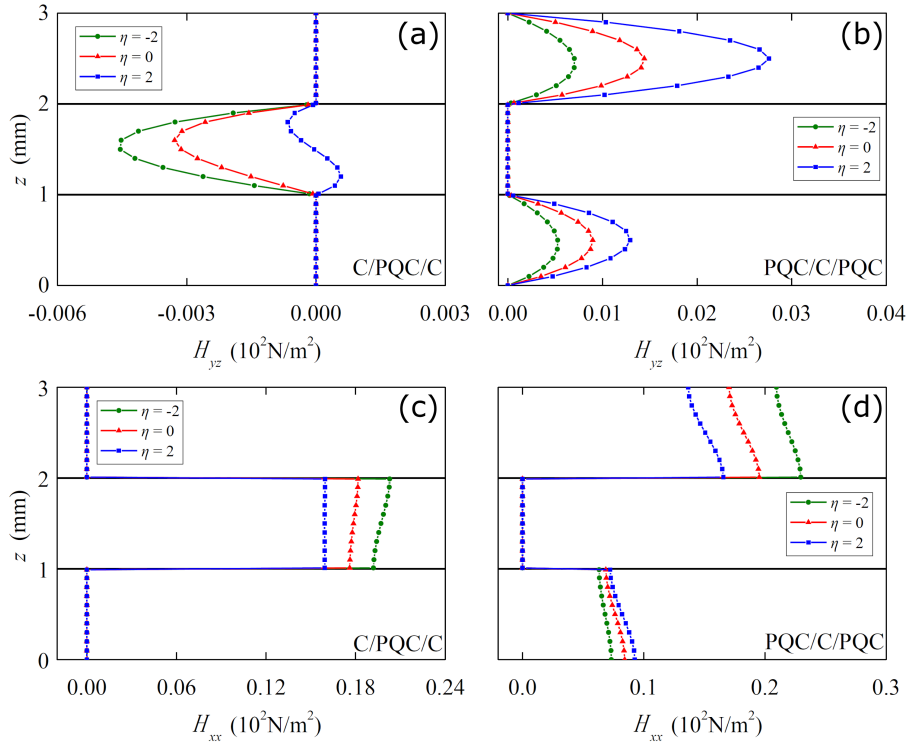 (a)
η = -2
η = 0
η = 2
C/PQC/C
3
2
1
0
z (mm)
-0.006
-0.003
0.000
0.003
H_yz (10²N/m²)
(b)
η = -2
η = 0
η = 2
PQC/C/PQC
0.00
0.01
0.02
0.03
0.04
H_yz (10²N/m²)
(c)
η = -2
η = 0
η = 2
C/PQC/C
3
2
1
0
z (mm)
0.00
0.06
0.12
0.18
0.24
H_xx (10²N/m²)
(d)
η = -2
η = 0
η = 2
PQC/C/PQC
0.0
0.1
0.2
0.3
H_xx (10²N/m²)